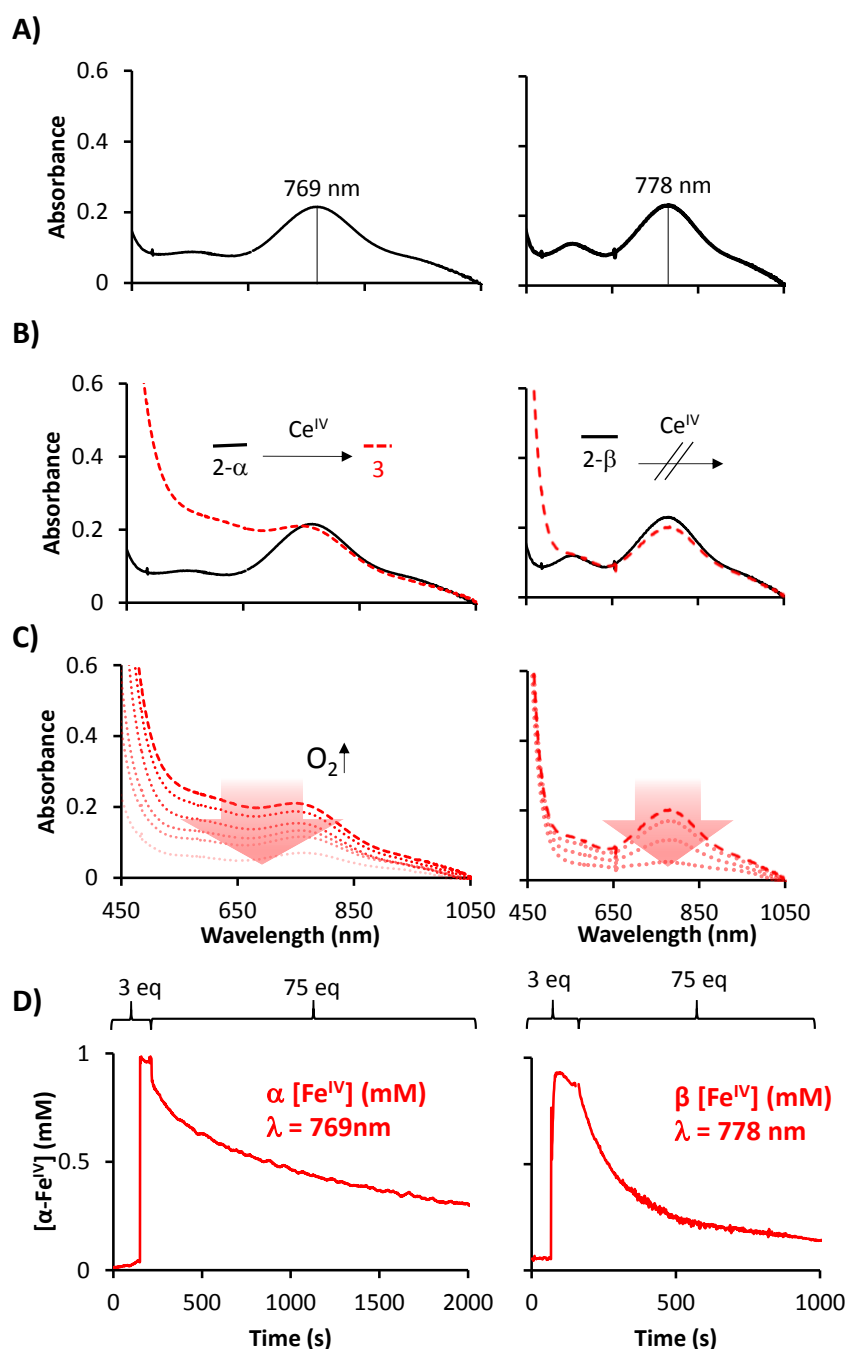 A)
0.6
0.4
0.2
0
Absorbance
769 nm
778 nm
B)
0.6
0.4
0.2
0
Absorbance
Ce^IV
2-α
3
Ce^IV
2-β
C)
0.6
0.4
0.2
0
Absorbance
O₂
450 650 850 1050
Wavelength (nm)
450 650 850 1050
Wavelength (nm)
D)
3 eq 75 eq
3 eq 75 eq
1
0.5
0
[α-Fe^IV] (mM)
α [Fe^IV] (mM)
λ = 769nm
β [Fe^IV] (mM)
λ = 778 nm
0 500 1000 1500 2000
Time (s)
0 500 1000
Time (s)